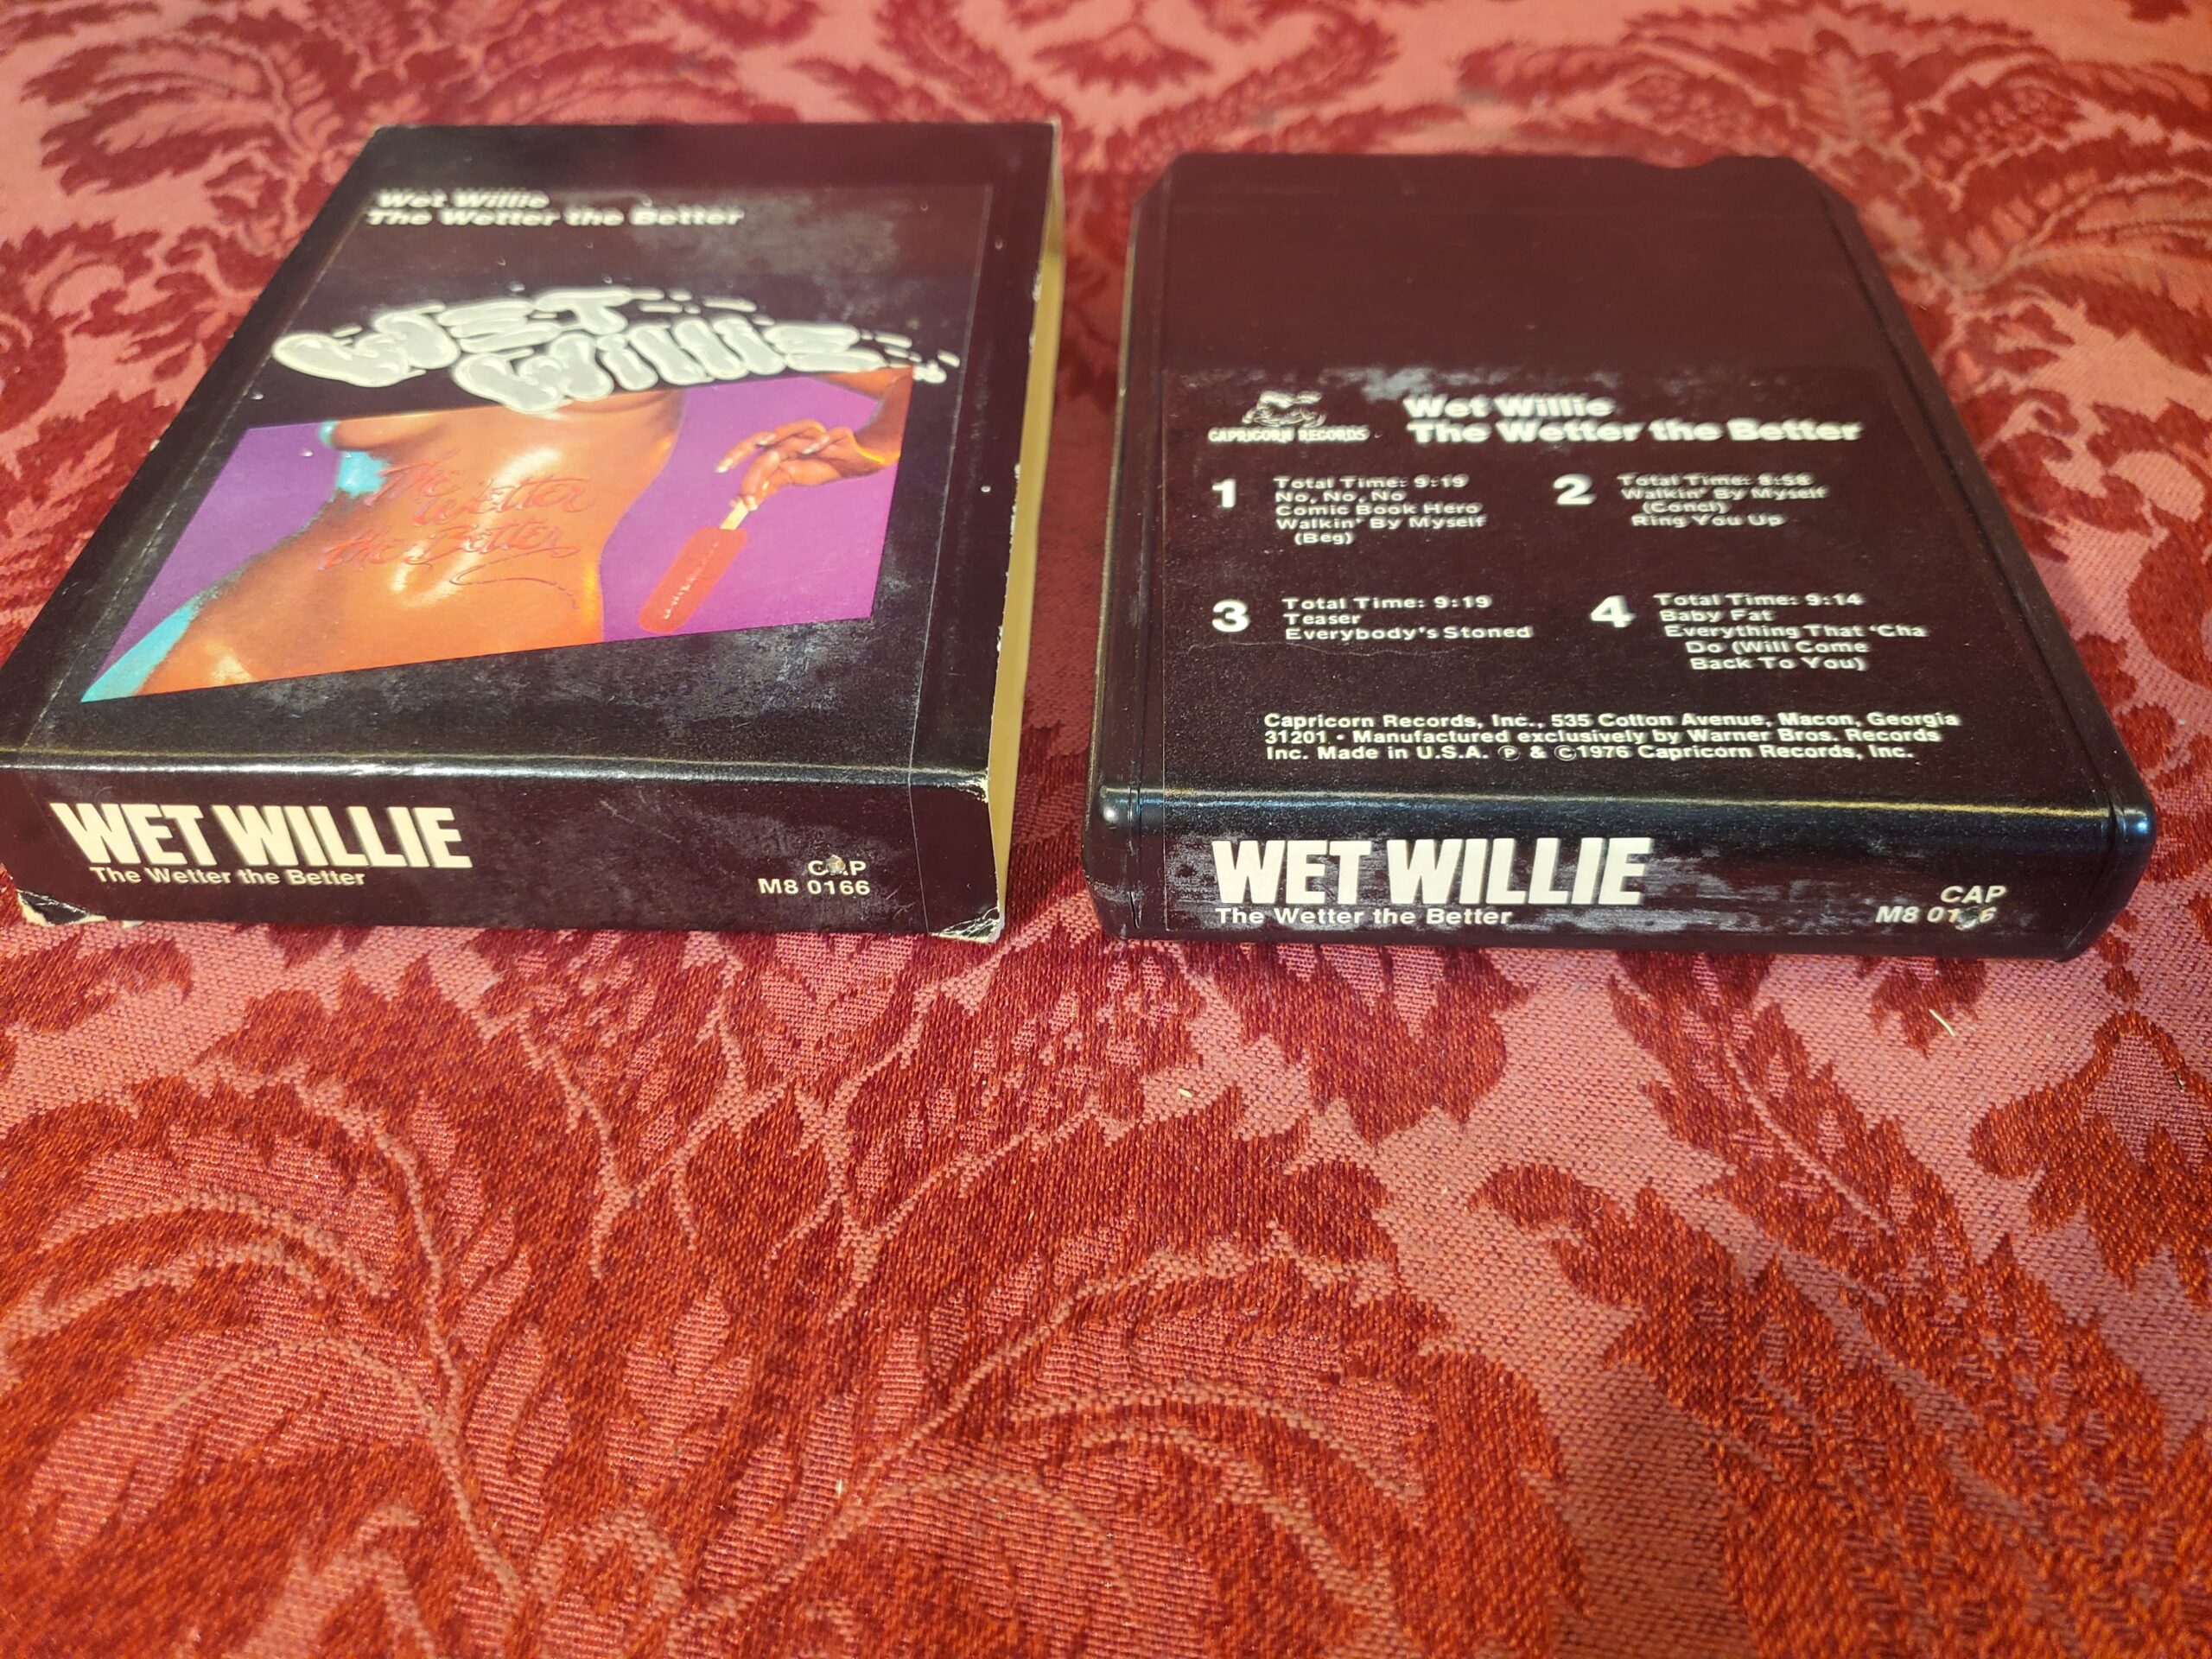 Wet Willie
The Wetter the Better
WET
WILLIE
The
Wetter
the Better
WET WILLIE
The Wetter the Better
CAP
M8 0166
CAPRICORN RECORDS
Wet Willie
The Wetter the Better
1
Total Time: 9:19
No, No, No
Comic Book Hero
Walkin' By Myself
(Beg)
2
Total Time: 8:58
Walkin' By Myself
(Concl)
Ring You Up
3
Total Time: 9:19
Teaser
Everybody's Stoned
4
Total Time: 9:14
Baby Fat
Everything That 'Cha
Do (Will Come
Back To You)
Capricorn Records, Inc., 535 Cotton Avenue, Macon, Georgia
31201 • Manufactured exclusively by Warner Bros. Records
Inc. Made in U.S.A. Ⓟ & ©1976 Capricorn Records, Inc.
WET WILLIE
The Wetter the Better
CAP
M8 0166